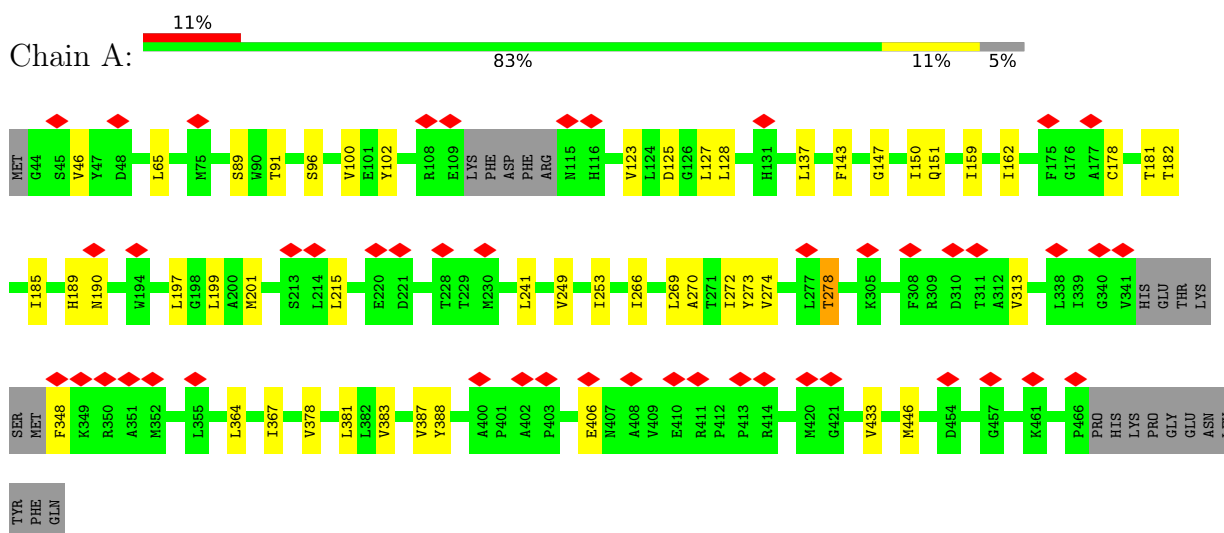 11%
Chain A:
83% 11% 5%
MET G44 S45 V46 Y47 D48 L65 M75 S89 W90 T91 S96 V100 E101 Y102 R108 E109 LYS PHE ASP PHE ARG N115 H116 V123 L124 D125 G126 L127 L128 H131 L137 F143 G147 I150 Q151 I159 I162 F175 G176 A177 C178 T181 T182
I185 H189 N190 W194 L197 G198 L199 A200 M201 S213 L214 L215 E220 D221 T228 T229 M230 L241 V249 I253 I266 L269 A270 T271 I272 Y273 V274 L277 T278 K305 F308 R309 D310 T311 A312 V313 L338 I339 G340 V341 HIS GLU THR LYS
SER MET F348 K349 R350 A351 M352 L355 L364 I367 V378 L381 L382 V383 V387 Y388 A400 P401 A402 P403 E406 N407 A408 V409 E410 R411 P412 P413 R414 M420 G421 V433 M446 D454 G457 K461 P466 PRO HIS LYS PRO GLY GLU ASN
TYR PHE GLN